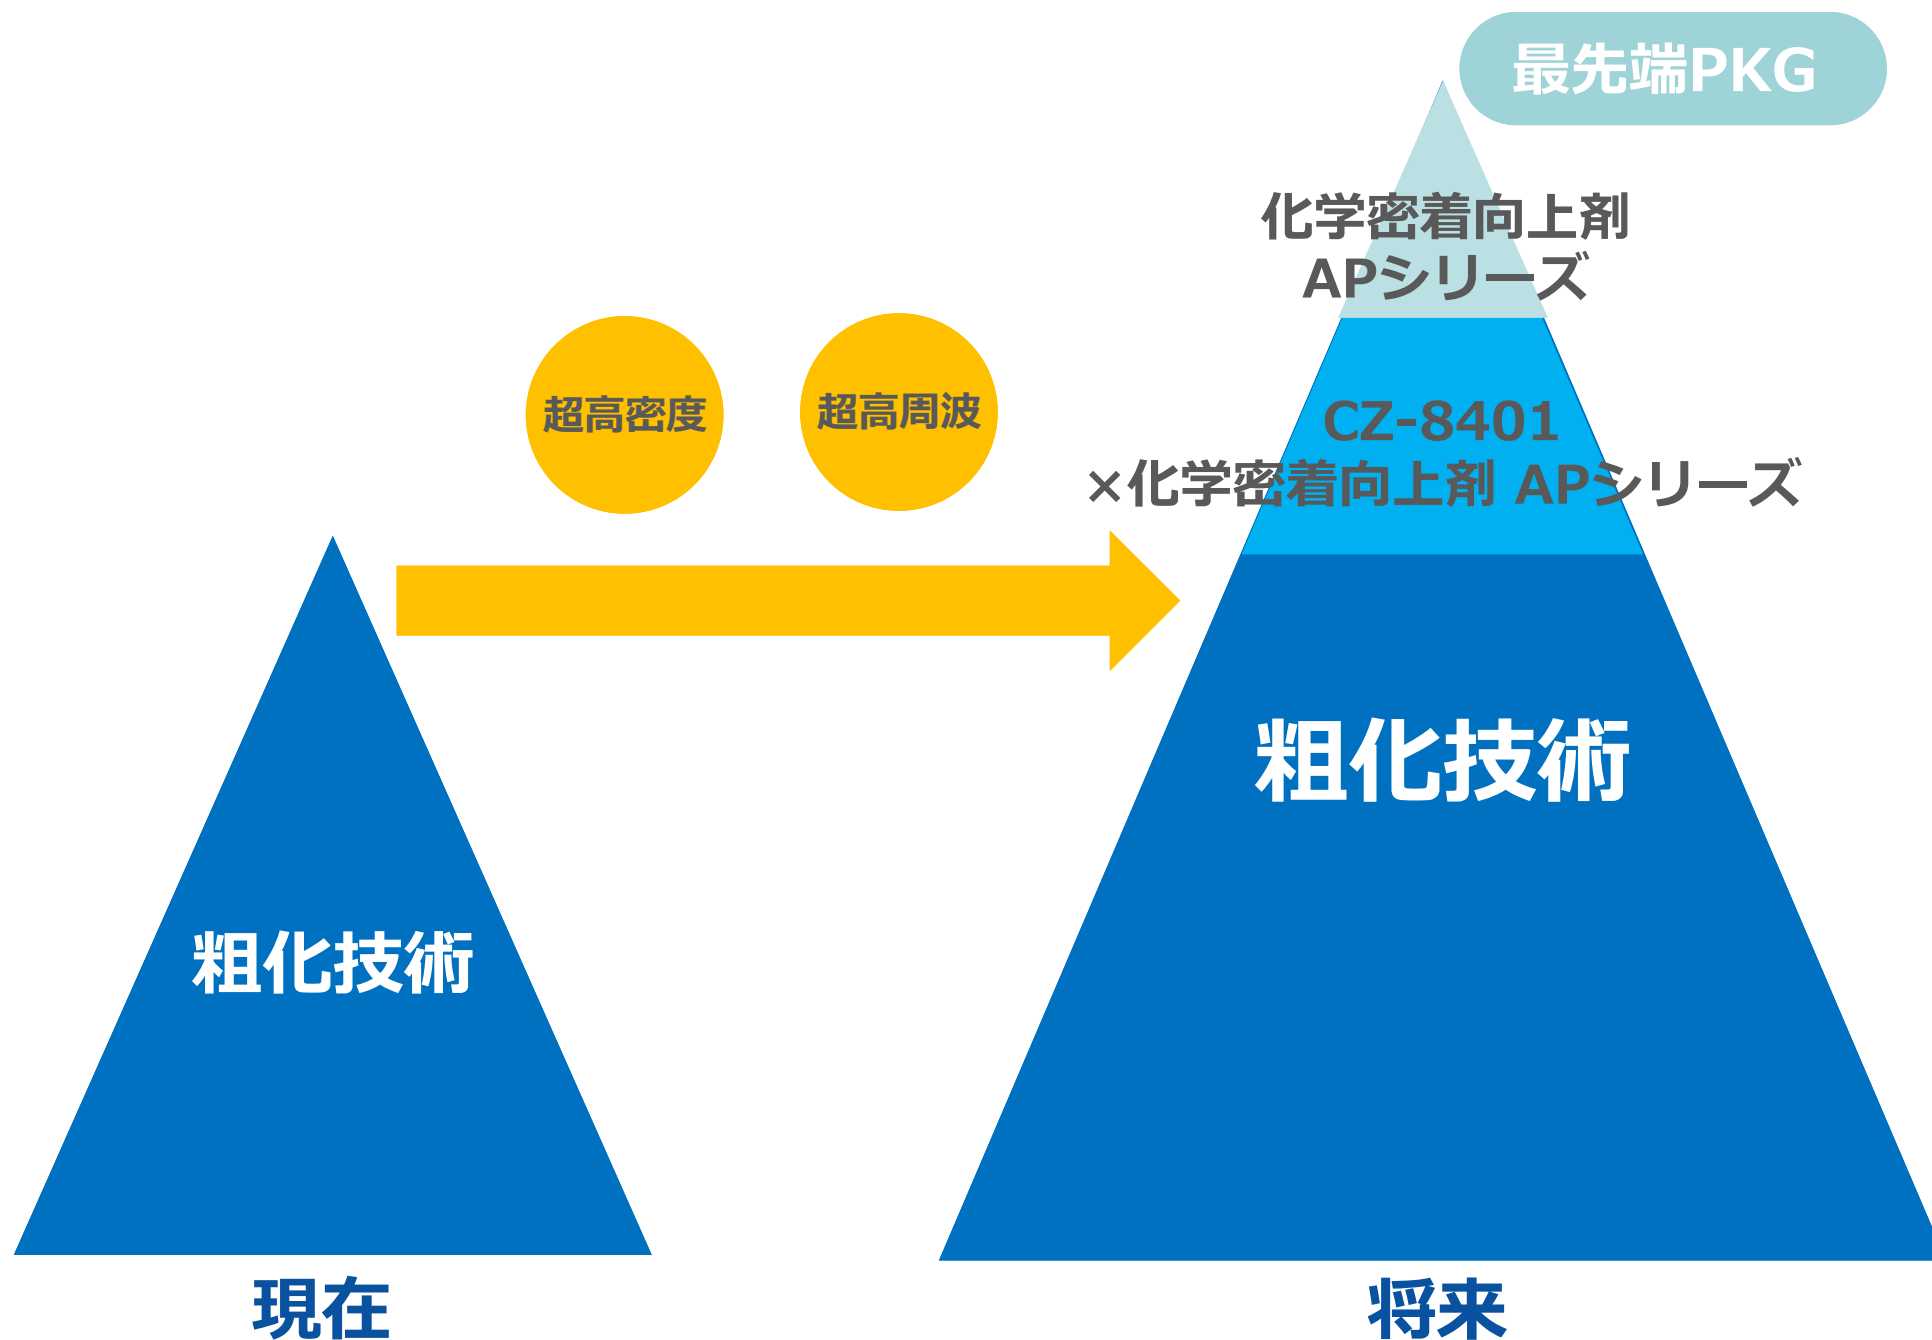 最先端PKG
化学密着向上剤
APシリーズ
超高密度
超高周波
CZ-8401
×化学密着向上剤 APシリーズ
粗化技術
粗化技術
現在
将来